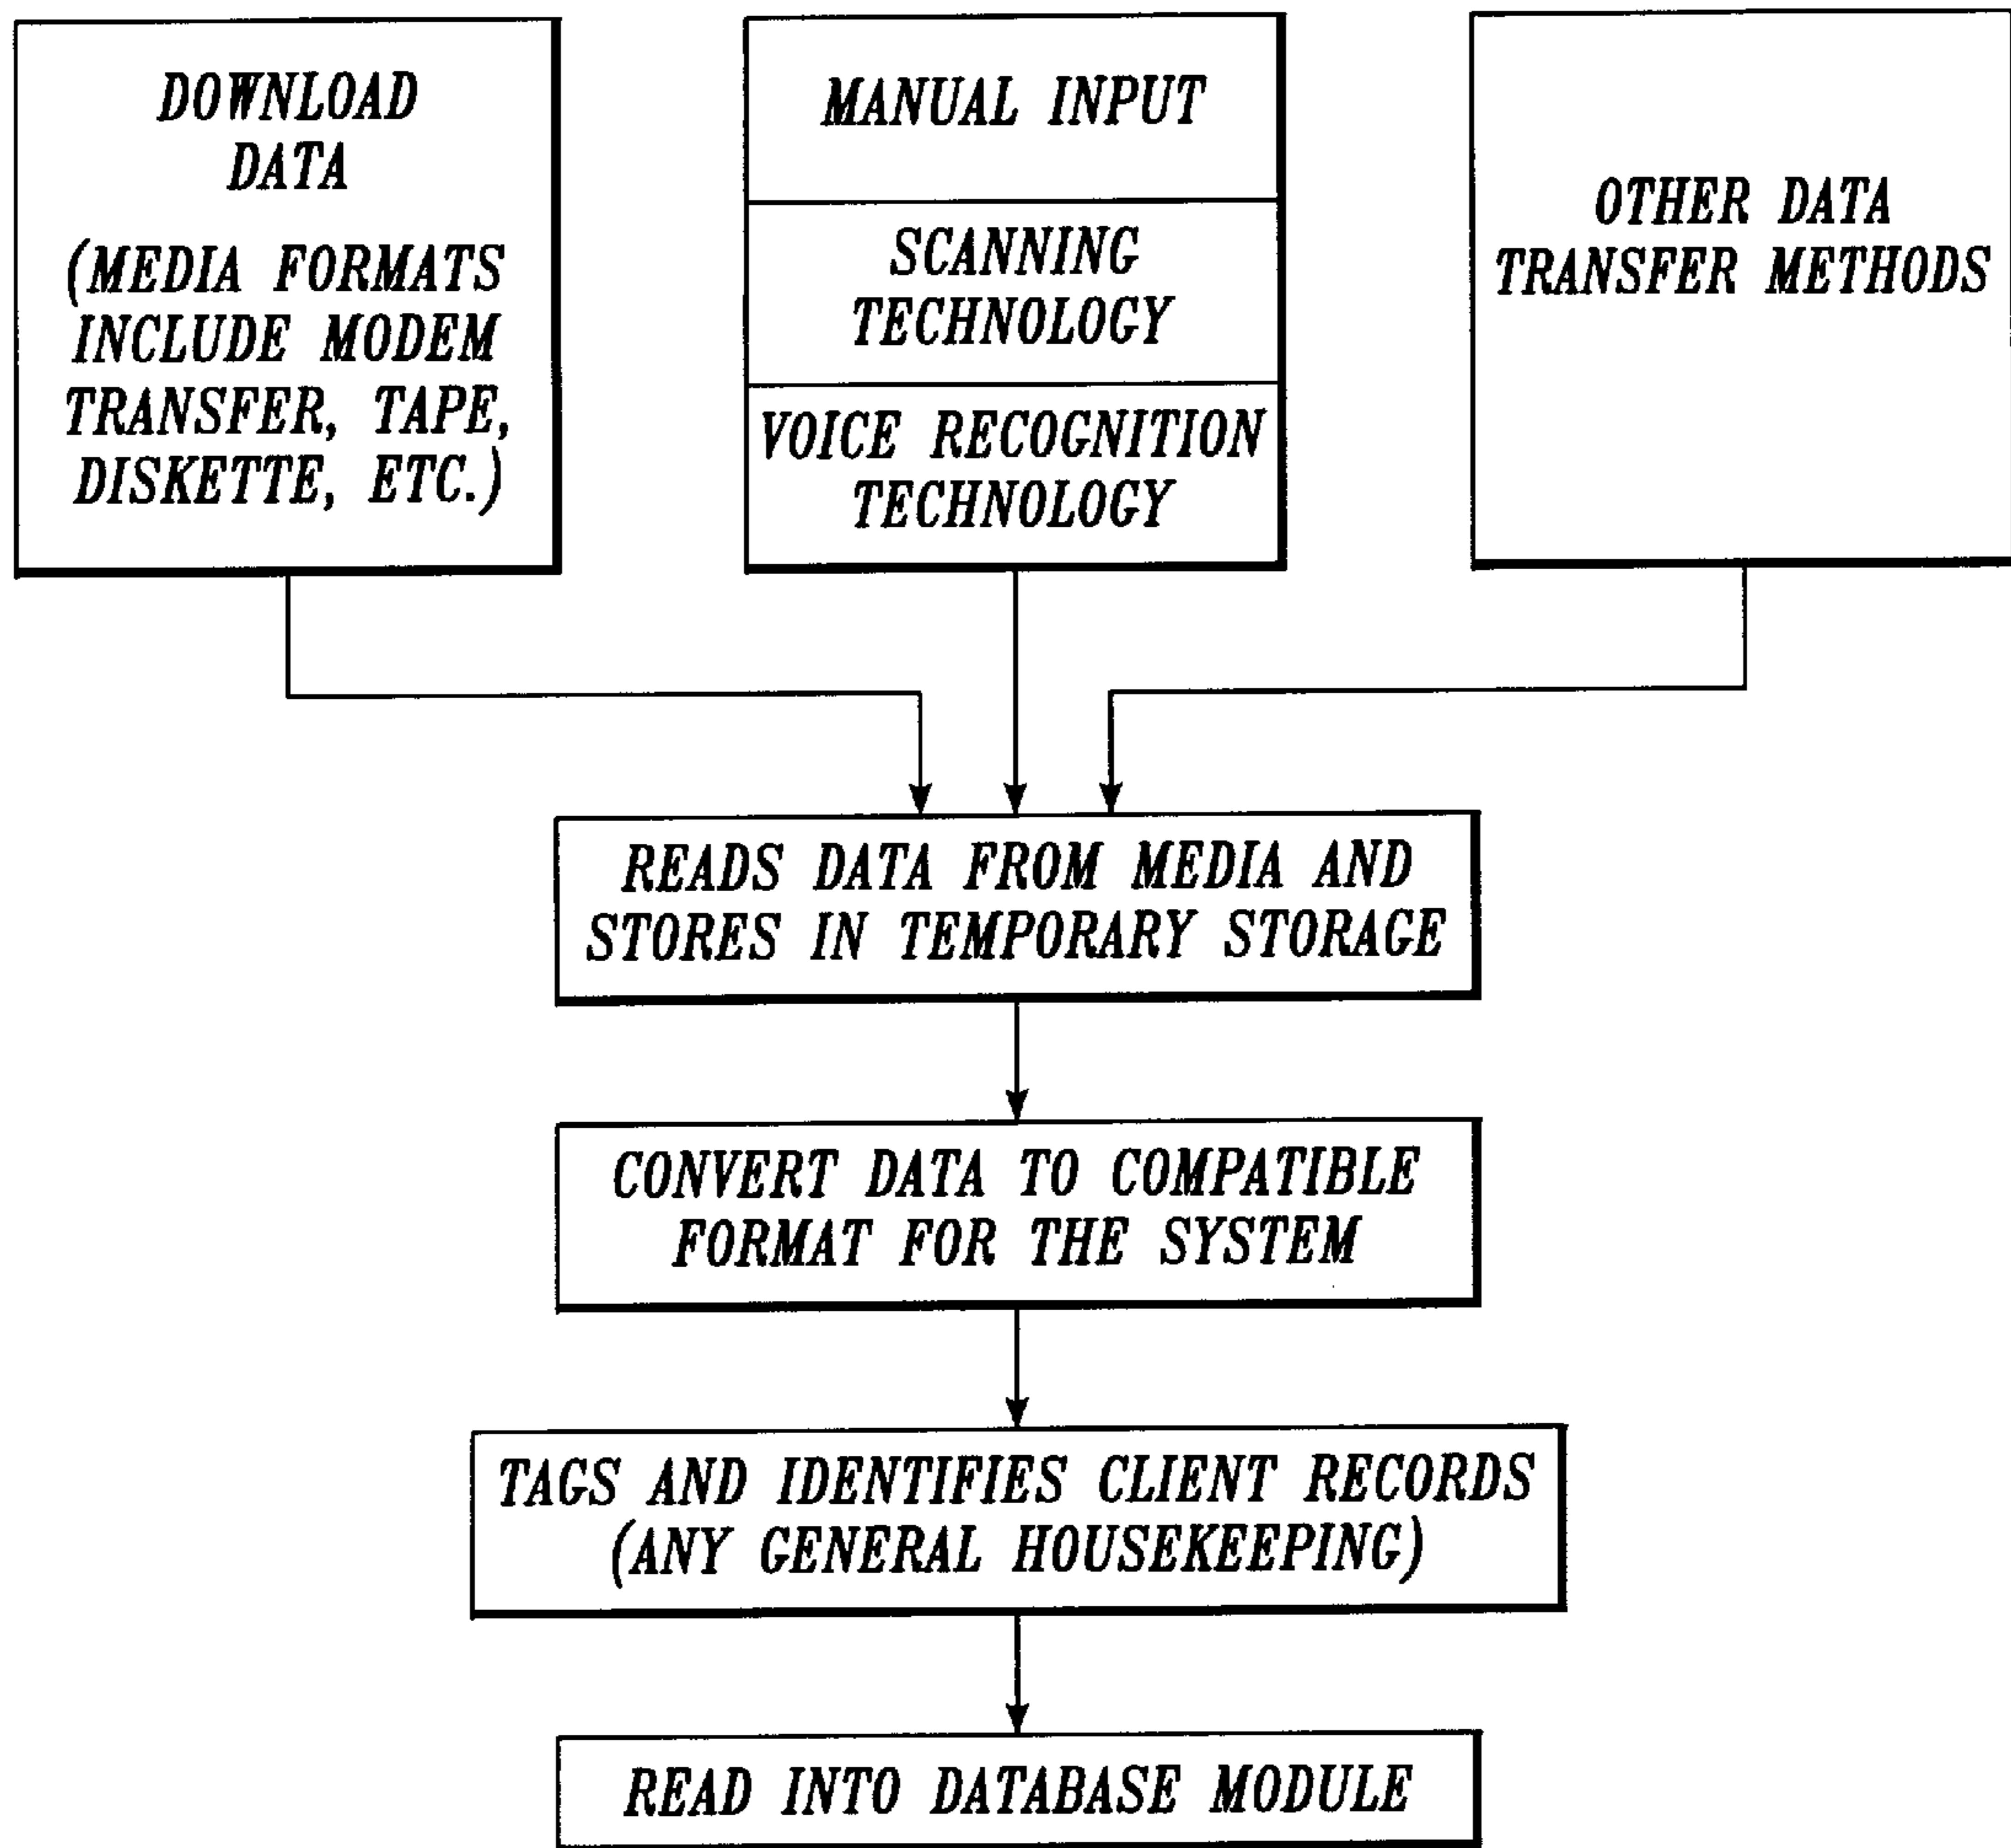 DOWNLOAD
DATA
(MEDIA FORMATS
INCLUDE MODEM
TRANSFER, TAPE,
DISKETTE, ETC.)
MANUAL INPUT
SCANNING
TECHNOLOGY
VOICE RECOGNITION
TECHNOLOGY
OTHER DATA
TRANSFER METHODS
READS DATA FROM MEDIA AND
STORES IN TEMPORARY STORAGE
CONVERT DATA TO COMPATIBLE
FORMAT FOR THE SYSTEM
TAGS AND IDENTIFIES CLIENT RECORDS
(ANY GENERAL HOUSEKEEPING)
READ INTO DATABASE MODULE